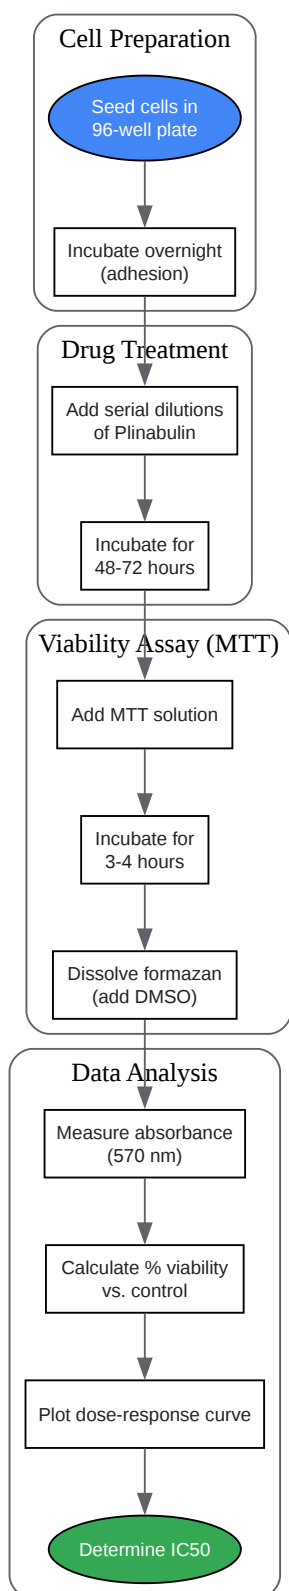 Cell Preparation
Seed cells in
96-well plate
Incubate overnight
(adhesion)
Drug Treatment
Add serial dilutions
of Plinabulin
Incubate for
48-72 hours
Viability Assay (MTT)
Add MTT solution
Incubate for
3-4 hours
Dissolve formazan
(add DMSO)
Data Analysis
Measure absorbance
(570 nm)
Calculate % viability
vs. control
Plot dose-response curve
Determine IC50